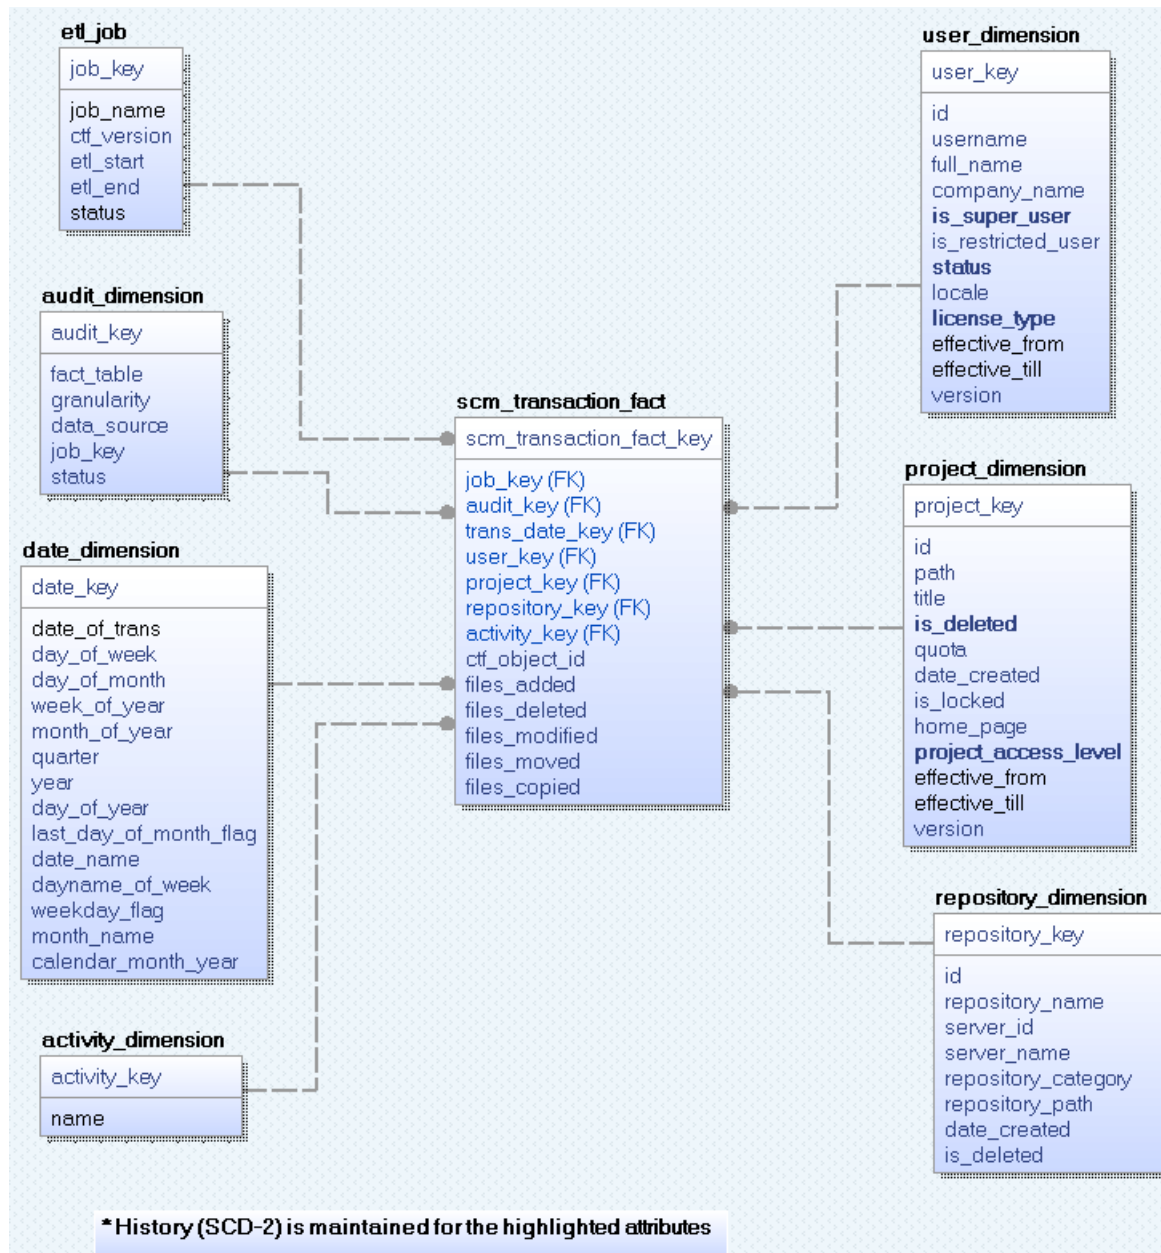 etl_job
job_key
job_name
ctf_version
etl_start
etl_end
status
audit_dimension
audit_key
fact_table
granularity
data_source
job_key
status
date_dimension
date_key
date_of_trans
day_of_week
day_of_month
week_of_year
month_of_year
quarter
year
day_of_year
last_day_of_month_flag
date_name
dayname_of_week
weekday_flag
month_name
calendar_month_year
activity_dimension
activity_key
name
scm_transaction_fact
scm_transaction_fact_key
job_key (FK)
audit_key (FK)
trans_date_key (FK)
user_key (FK)
project_key (FK)
repository_key (FK)
activity_key (FK)
ctf_object_id
files_added
files_deleted
files_modified
files_moved
files_copied
user_dimension
user_key
id
username
full_name
company_name
is_super_user
is_restricted_user
status
locale
license_type
effective_from
effective_till
version
project_dimension
project_key
id
path
title
is_deleted
quota
date_created
is_locked
home_page
project_access_level
effective_from
effective_till
version
repository_dimension
repository_key
id
repository_name
server_id
server_name
repository_category
repository_path
date_created
is_deleted
* History (SCD-2) is maintained for the highlighted attributes